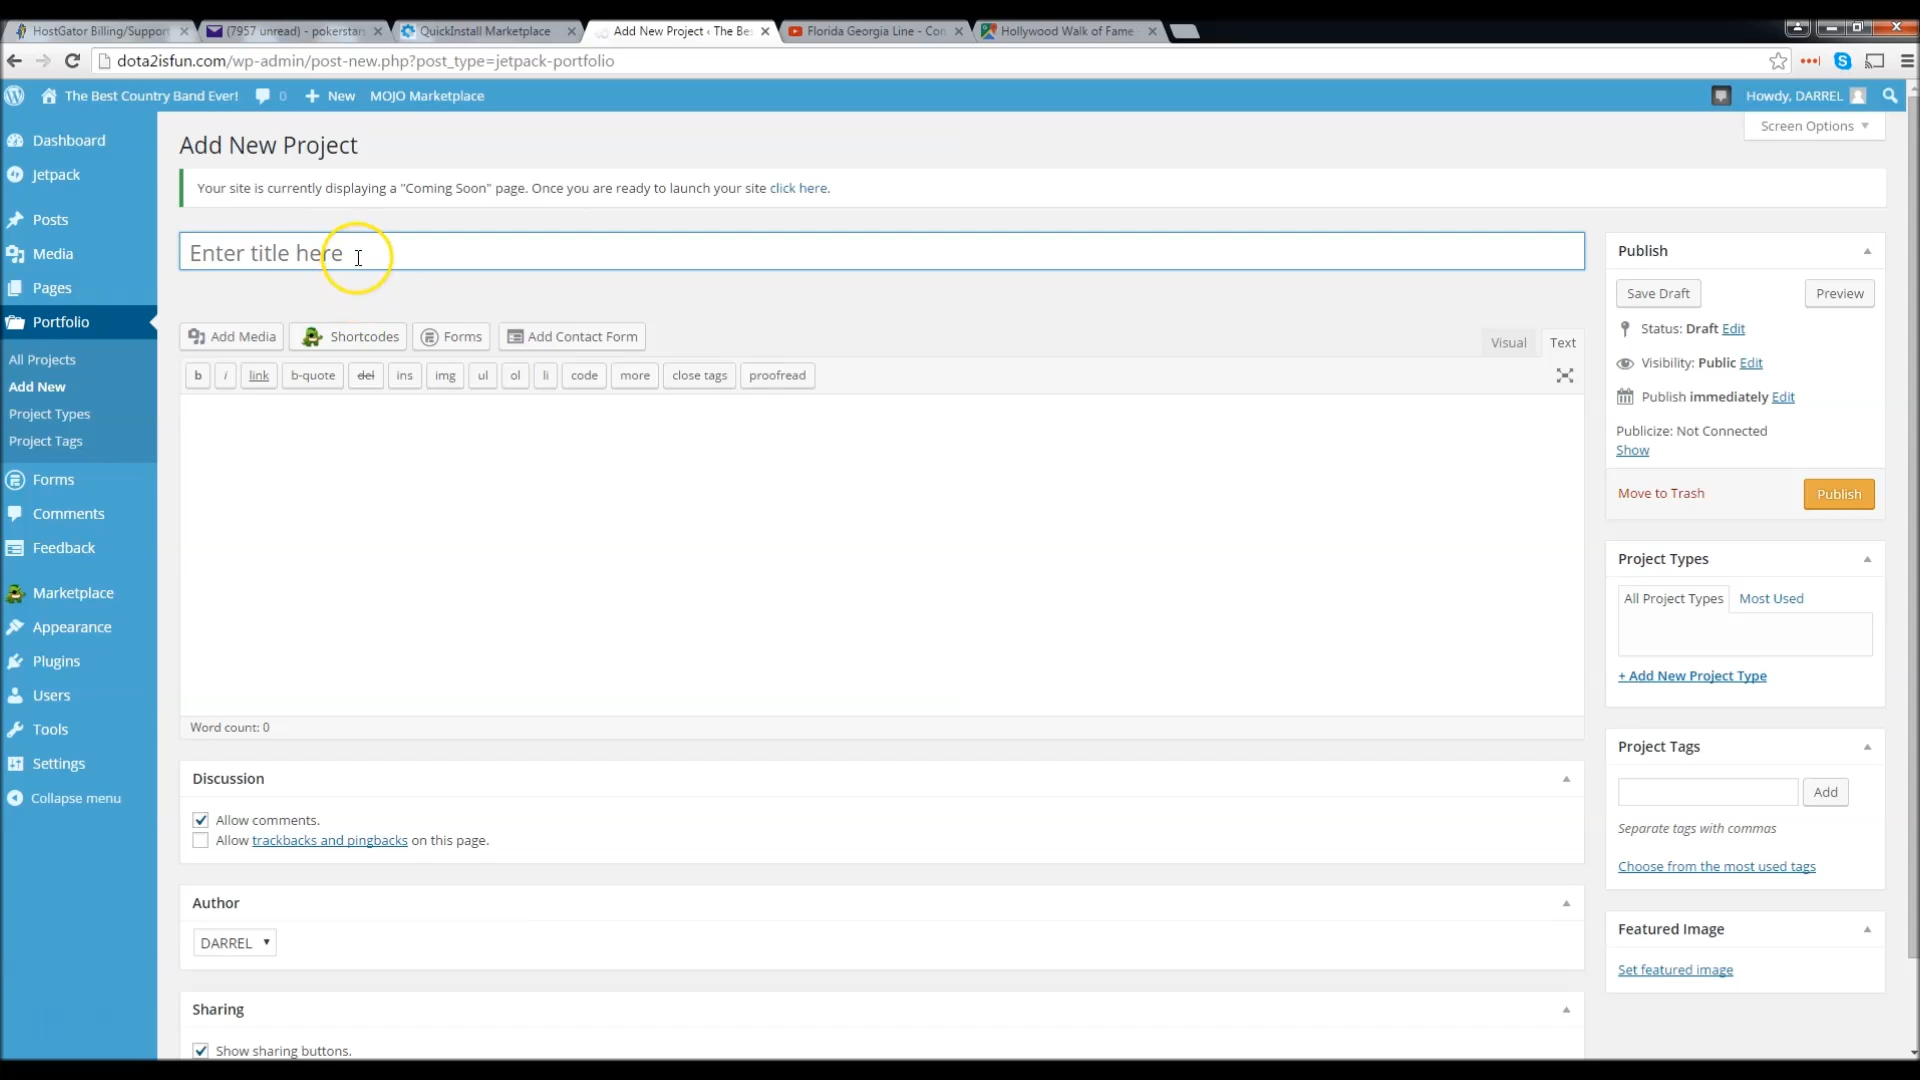 HostGator Billing/Support
(7957 unread) - pokerstar
QuickInstall Marketplace
Add New Project ‹ The Be
Florida Georgia Line - Con
Hollywood Walk of Fame
dota2isfun.com/wp-admin/post-new.php?post_type=jetpack-portfolio
The Best Country Band Ever!
0
New
MOJO Marketplace
Howdy, DARREL
Screen Options
Dashboard
Jetpack
Posts
Media
Pages
Portfolio
All Projects
Add New
Project Types
Project Tags
Forms
Comments
Feedback
Marketplace
Appearance
Plugins
Users
Tools
Settings
Collapse menu
Add New Project
Your site is currently displaying a "Coming Soon" page. Once you are ready to launch your site click here.
Enter title here
Add Media
Shortcodes
Forms
Add Contact Form
Visual
Text
b
i
link
b-quote
del
ins
img
ul
ol
li
code
more
close tags
proofread
Word count: 0
Discussion
Allow comments.
Allow trackbacks and pingbacks on this page.
Author
DARREL
Sharing
Show sharing buttons.
Publish
Save Draft
Preview
Status: Draft Edit
Visibility: Public Edit
Publish immediately Edit
Publicize: Not Connected
Show
Move to Trash
Publish
Project Types
All Project Types
Most Used
+ Add New Project Type
Project Tags
Add
Separate tags with commas
Choose from the most used tags
Featured Image
Set featured image